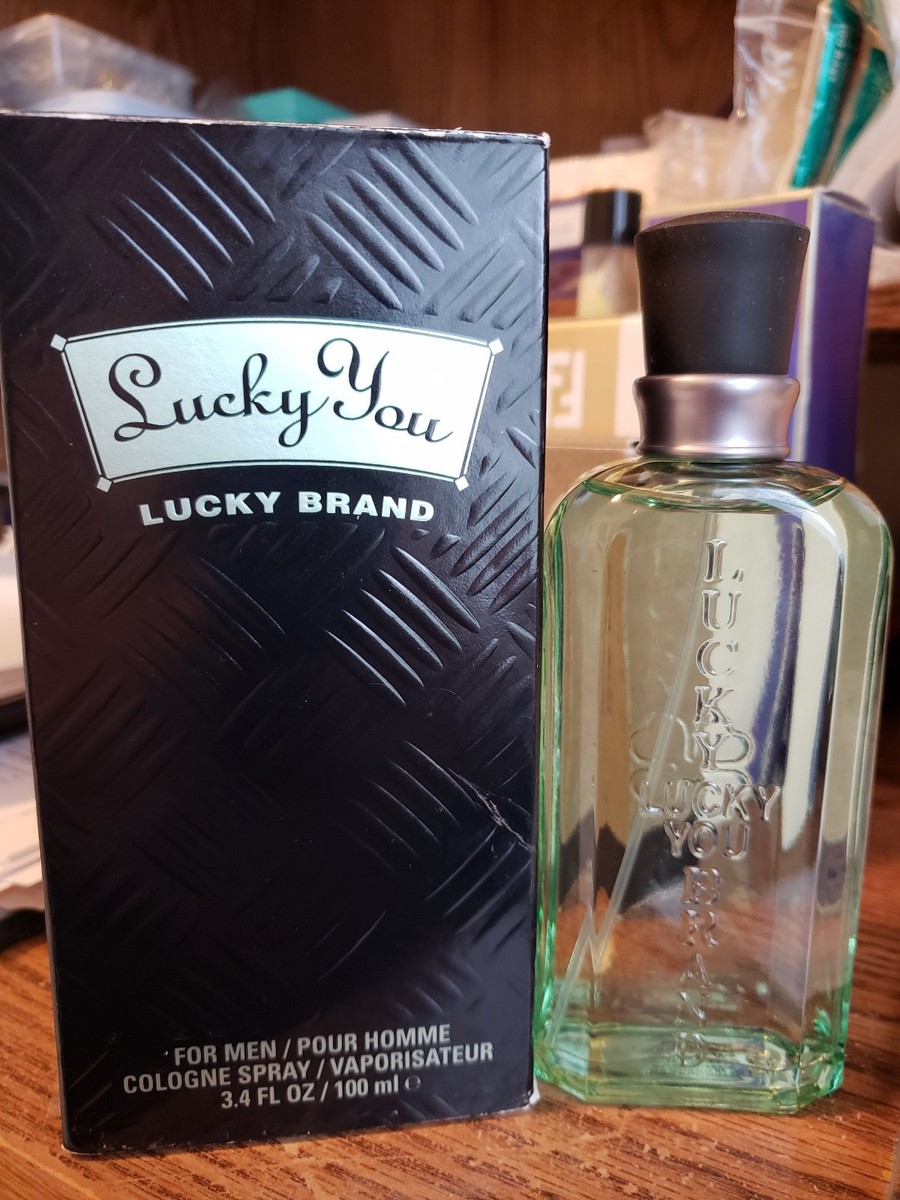 Lucky You
LUCKY BRAND
FOR MEN / POUR HOMME
COLOGNE SPRAY / VAPORISATEUR
3.4 FL OZ / 100 ml ℮
LUCKY
LUCKY
YOU
BRAND